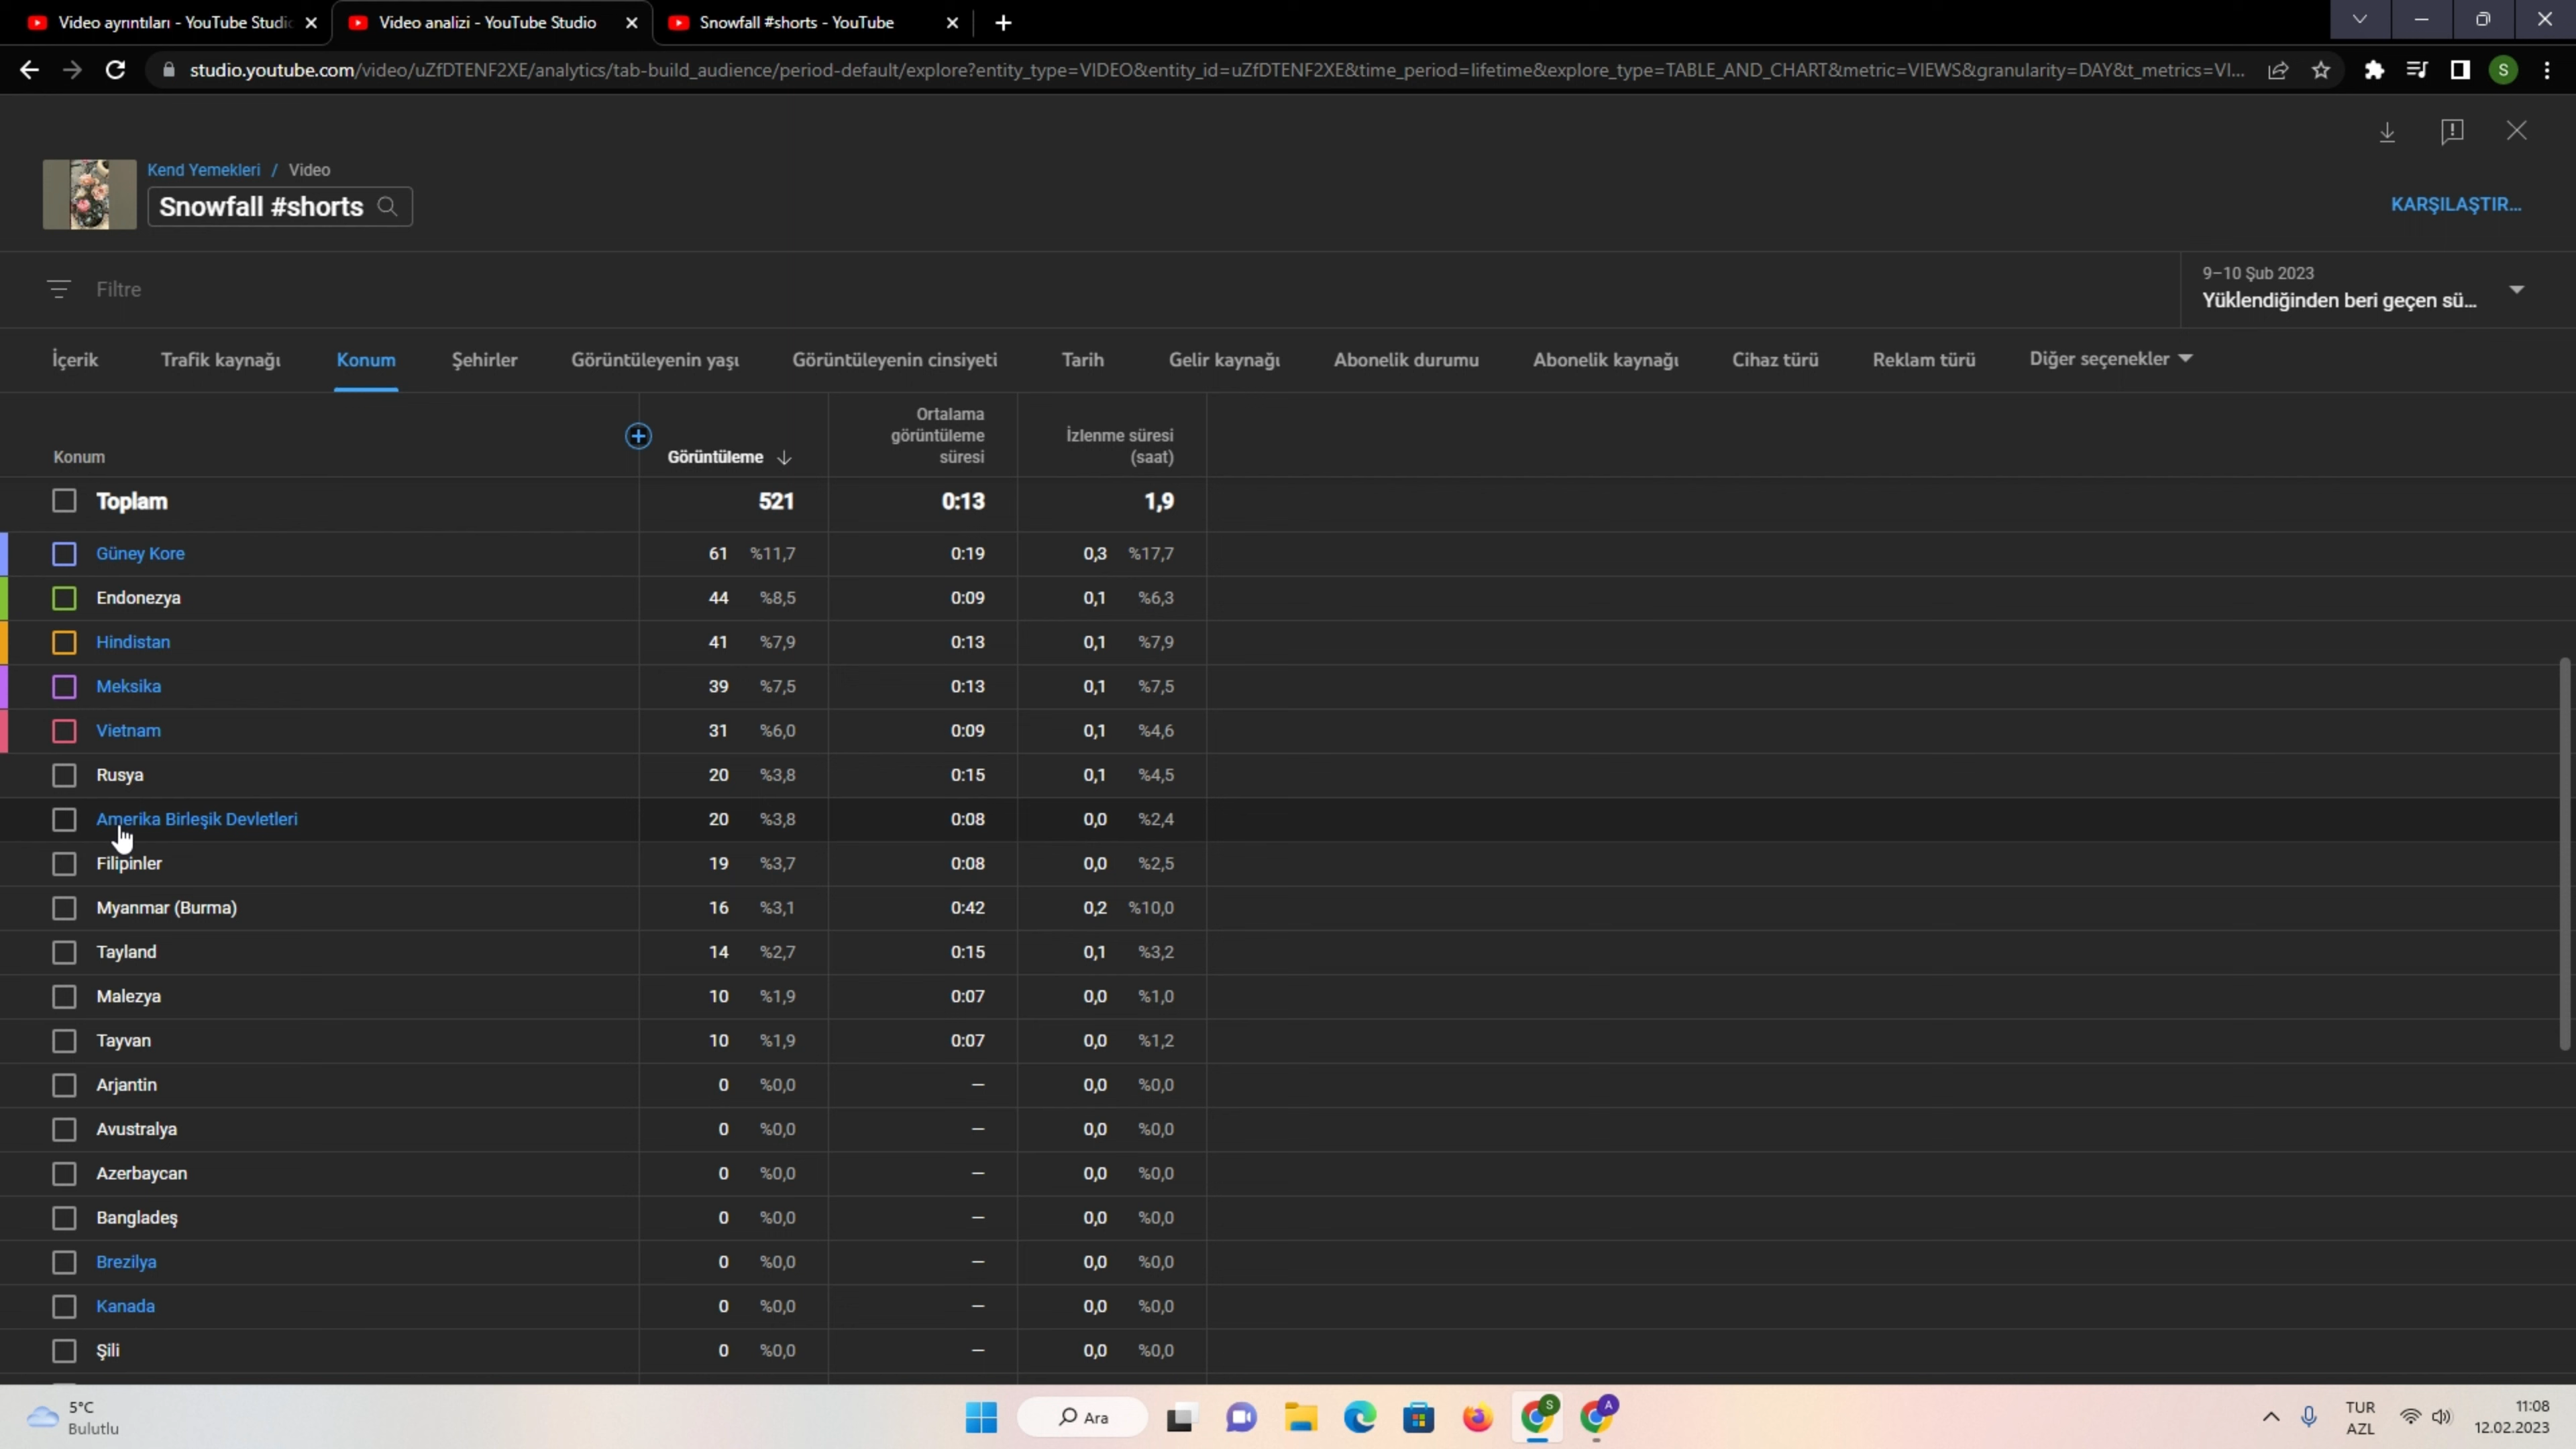 Video ayrıntıları - YouTube Studio
Video analizi - YouTube Studio
Snowfall #shorts - YouTube
studio.youtube.com/video/uZfDTENF2XE/analytics/tab-build_audience/period-default/explore?entity_type=VIDEO&entity_id=uZfDTENF2XE&time_period=lifetime&explore_type=TABLE_AND_CHART&metric=VIEWS&granularity=DAY&t_metrics=VI...
S
Kend Yemekleri / Video
Snowfall #shorts
KARŞILAŞTIR...
Filtre
9–10 Şub 2023
Yüklendiğinden beri geçen sü...
İçerik Trafik kaynağı Konum Şehirler Görüntüleyenin yaşı Görüntüleyenin cinsiyeti Tarih Gelir kaynağı Abonelik durumu Abonelik kaynağı Cihaz türü Reklam türü Diğer seçenekler
Konum Görüntüleme Ortalama görüntüleme süresi İzlenme süresi (saat)
Toplam 521 0:13 1,9
Güney Kore 61 %11,7 0:19 0,3 %17,7
Endonezya 44 %8,5 0:09 0,1 %6,3
Hindistan 41 %7,9 0:13 0,1 %7,9
Meksika 39 %7,5 0:13 0,1 %7,5
Vietnam 31 %6,0 0:09 0,1 %4,6
Rusya 20 %3,8 0:15 0,1 %4,5
Amerika Birleşik Devletleri 20 %3,8 0:08 0,0 %2,4
Filipinler 19 %3,7 0:08 0,0 %2,5
Myanmar (Burma) 16 %3,1 0:42 0,2 %10,0
Tayland 14 %2,7 0:15 0,1 %3,2
Malezya 10 %1,9 0:07 0,0 %1,0
Tayvan 10 %1,9 0:07 0,0 %1,2
Arjantin 0 %0,0 – 0,0 %0,0
Avustralya 0 %0,0 – 0,0 %0,0
Azerbaycan 0 %0,0 – 0,0 %0,0
Bangladeş 0 %0,0 – 0,0 %0,0
Brezilya 0 %0,0 – 0,0 %0,0
Kanada 0 %0,0 – 0,0 %0,0
Şili 0 %0,0 – 0,0 %0,0
5°C
Bulutlu
Ara
S
A
TUR
AZL
11:08
12.02.2023